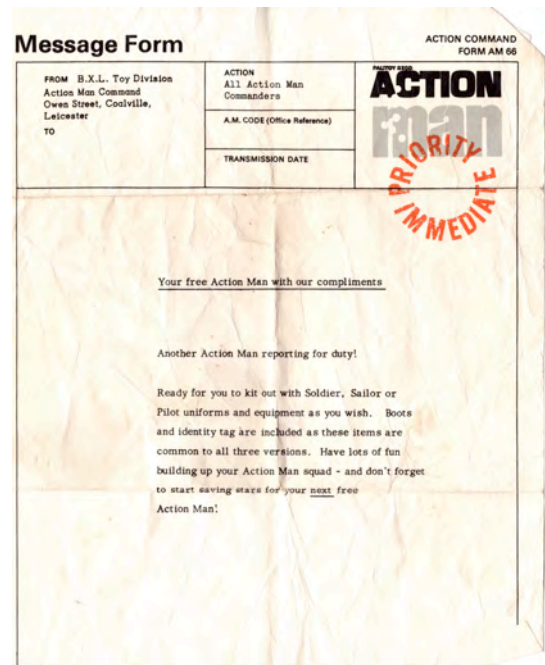 Message Form
ACTION COMMAND
FORM AM 66
FROM B.X.L. Toy Division
Action Man Command
Owen Street, Coalville,
Leicester
TO
ACTION
All Action Man
Commanders
A.M. CODE (Office Reference)
TRANSMISSION DATE
PALITOY
ACTION
man
PRIORITY
IMMEDIATE
Your free Action Man with our compliments
Another Action Man reporting for duty!
Ready for you to kit out with Soldier, Sailor or
Pilot uniforms and equipment as you wish. Boots
and identity tag are included as these items are
common to all three versions. Have lots of fun
building up your Action Man squad - and don't forget
to start saving stars for your next free
Action Man!